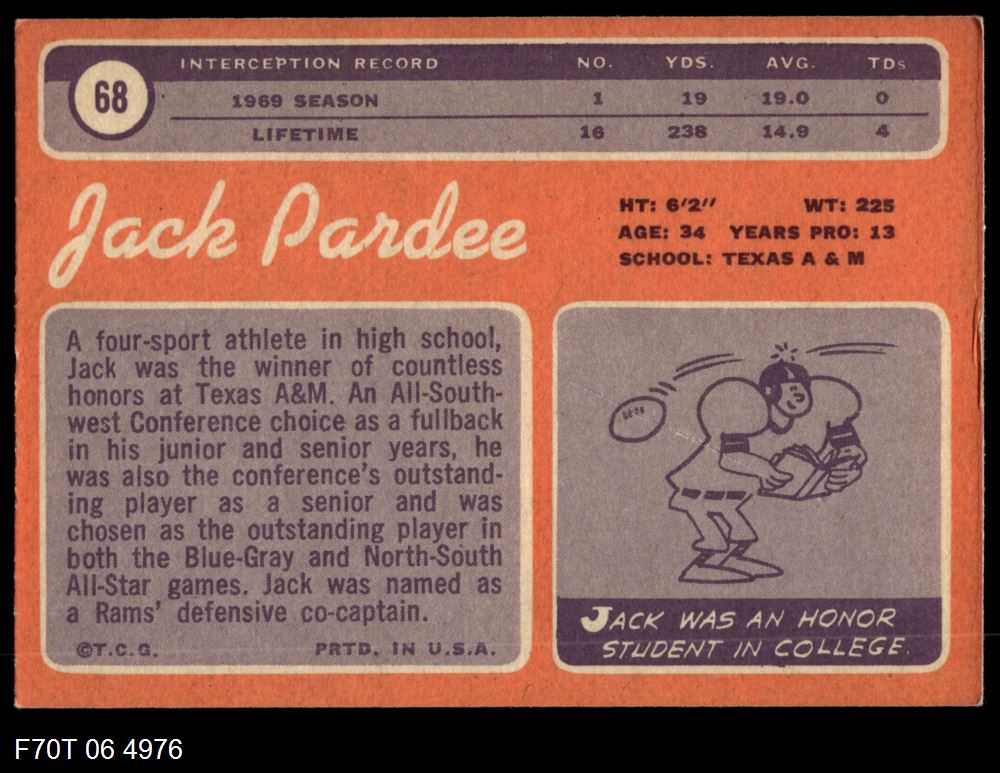 68
INTERCEPTION RECORD NO. YDS. AVG. TDs
1969 SEASON 1 19 19.0 0
LIFETIME 16 238 14.9 4
Jack Pardee
HT: 6'2" WT: 225
AGE: 34 YEARS PRO: 13
SCHOOL: TEXAS A & M
A four-sport athlete in high school,
Jack was the winner of countless
honors at Texas A&M. An All-South-
west Conference choice as a fullback
in his junior and senior years, he
was also the conference's outstand-
ing player as a senior and was
chosen as the outstanding player in
both the Blue-Gray and North-South
All-Star games. Jack was named as
a Rams' defensive co-captain.
©T.C.G. PRTD. IN U.S.A.
JACK WAS AN HONOR
STUDENT IN COLLEGE.
F70T 06 4976